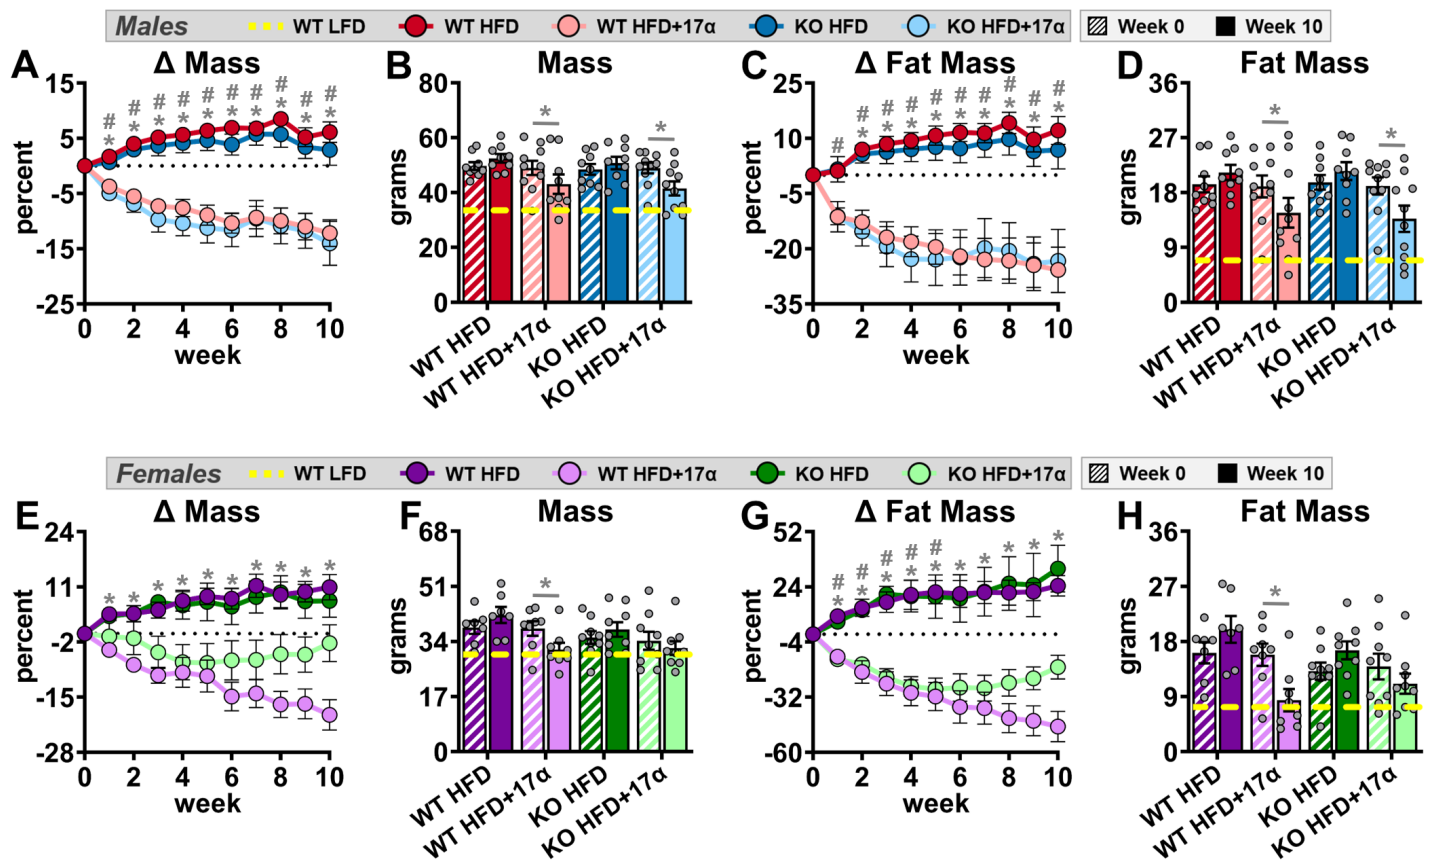 Males WT LFD WT HFD WT HFD+17α KO HFD KO HFD+17α Week 0 Week 10
A Δ Mass B Mass C Δ Fat Mass D Fat Mass
15 5 -5 -15 -25
percent
# # # # # # # # # #
* * * * * * * * * *
0 2 4 6 8 10
week
80 60 40 20 0
grams
* *
WT HFD WT HFD+17α KO HFD KO HFD+17α
25 10 -5 -20 -35
percent
# # # # # # # # # #
* * * * * * * * *
0 2 4 6 8 10
week
36 27 18 9 0
grams
* *
WT HFD WT HFD+17α KO HFD KO HFD+17α
Females WT LFD WT HFD WT HFD+17α KO HFD KO HFD+17α Week 0 Week 10
E Δ Mass F Mass G Δ Fat Mass H Fat Mass
24 11 -2 -15 -28
percent
* * * * * * * * * *
0 2 4 6 8 10
week
68 51 34 17 0
grams
*
WT HFD WT HFD+17α KO HFD KO HFD+17α
52 24 -4 -32 -60
percent
# # # # #
* * * * * * * * * *
0 2 4 6 8 10
week
36 27 18 9 0
grams
*
WT HFD WT HFD+17α KO HFD KO HFD+17α